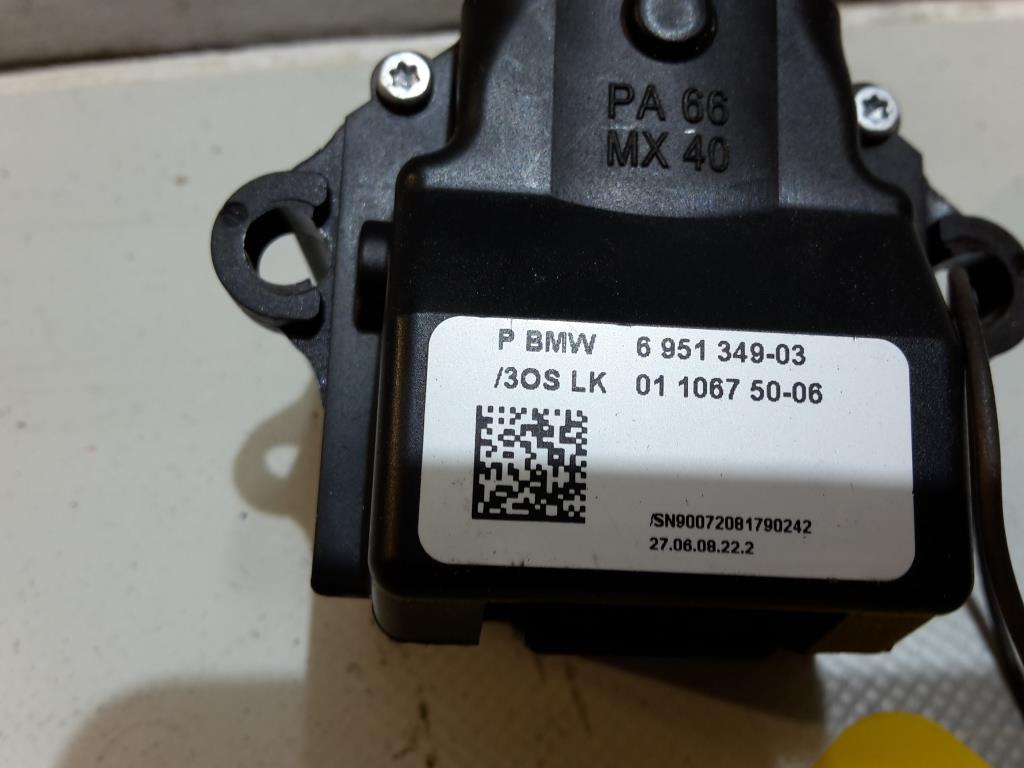 PA 66
MX 40
P BMW 6 951 349-03
/3OS LK 01 1067 50-06
/SN90072081790242
27.06.08.22.2